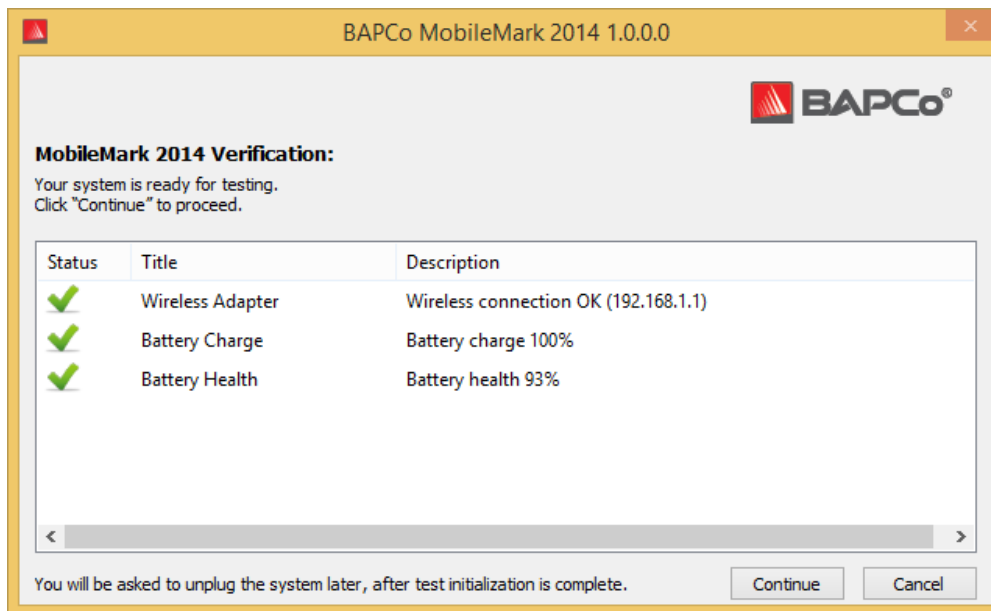 BAPCo MobileMark 2014 1.0.0.0
BAPCo®
MobileMark 2014 Verification:
Your system is ready for testing.
Click “Continue” to proceed.
Status Title Description
Wireless Adapter Wireless connection OK (192.168.1.1)
Battery Charge Battery charge 100%
Battery Health Battery health 93%
You will be asked to unplug the system later, after test initialization is complete. Continue Cancel